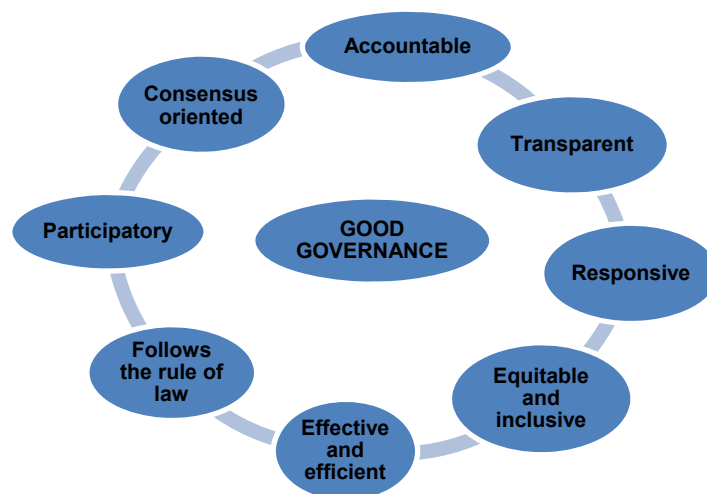 Accountable
Consensus
oriented
Transparent
Participatory
GOOD
GOVERNANCE
Responsive
Follows
the rule of
law
Equitable
and
inclusive
Effective
and
efficient